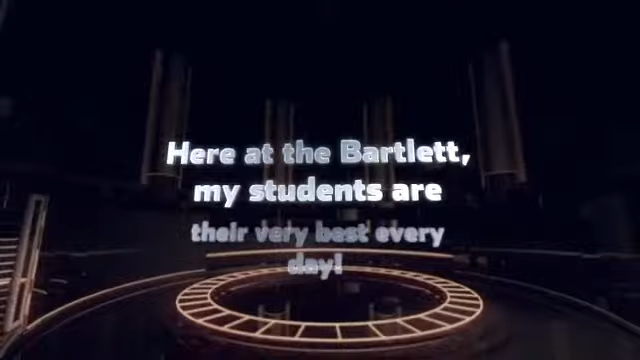 Here at the Bartlett,
my students are
their very best every
day!